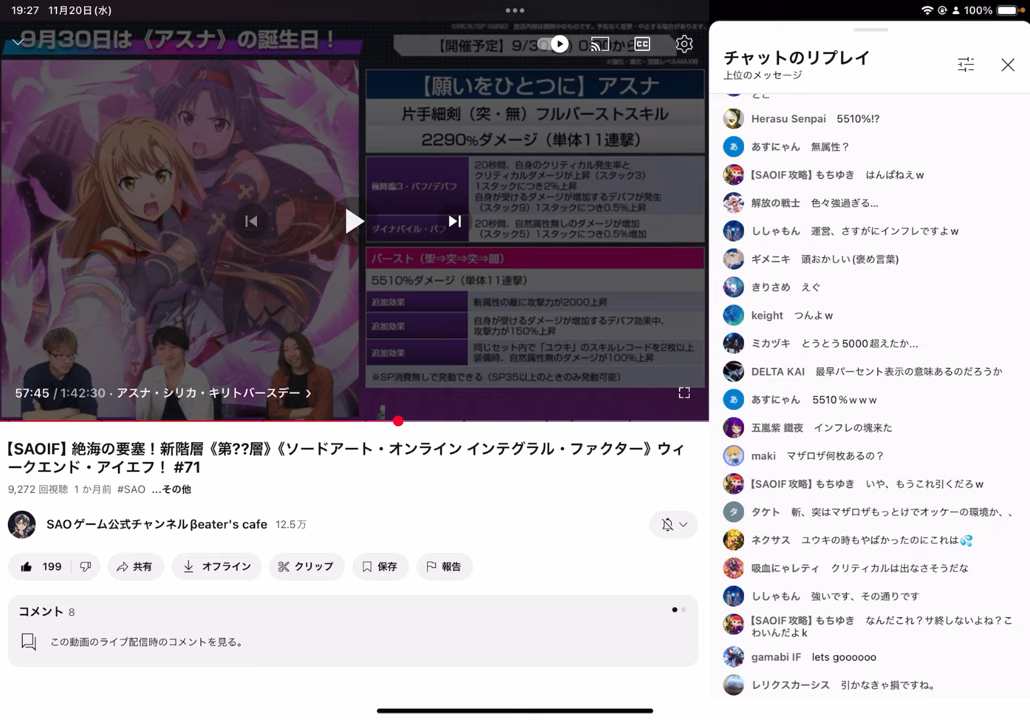 19:27 11月20日(水)
100%
9月30日は《アスナ》の誕生日！
【開催予定】9/30
【願いをひとつに】アスナ
片手細剣（突・無）フルバーストスキル
2290%ダメージ（単体11連撃）
極降臨3・バフ/デバフ
20秒間、自身のクリティカル発生率と
クリティカルダメージが上昇（スタック3）
1スタックにつき2%上昇
自身が受けるダメージが増加するデバフが発生
（スタック9）1スタックにつき0.5%上昇
ダイナパイル・バフ
20秒間、自然属性無しのダメージが増加
（スタック5）1スタックにつき0.5%増加
バースト（聖⇒突⇒突⇒闇）
5510%ダメージ（単体11連撃）
追加効果
新属性の敵に攻撃力が2000上昇
追加効果
自身が受けるダメージが増加するデバフ効果中、
攻撃力が150%上昇
追加効果
同じセット内で「ユウキ」のスキルレコードを2枚以上
装備時、自然属性無のダメージが100%上昇
※SP消費無しで発動できる（SP35以上のときのみ発動可能）
57:45 / 1:42:30・アスナ・シリカ・キリトバースデー
【SAOIF】絶海の要塞！新階層《第??層》《ソードアート・オンライン インテグラル・ファクター》ウィ
ークエンド・アイエフ！ #71
9,272 回視聴 1 か月前 #SAO ...その他
SAOゲーム公式チャンネルβeater's cafe 12.5万
199
共有
オフライン
クリップ
保存
報告
コメント 8
この動画のライブ配信時のコメントを見る。
チャットのリプレイ
上位のメッセージ
Herasu Senpai 5510%!?
あ あすにゃん 無属性？
【SAOIF攻略】もちゆき はんぱねえw
解放の戦士 色々強過ぎる...
ししゃもん 運営、さすがにインフレですよw
ギメニキ 頭おかしい(褒め言葉)
きりさめ えぐ
keight つんよw
ミカヅキ とうとう5000超えたか...
DELTA KAI 最早パーセント表示の意味あるのだろうか
あ あすにゃん 5510％w w w
五嵐紫 鐵夜 インフレの塊来た
maki マザロザ何枚あるの？
【SAOIF攻略】もちゆき いや、もうこれ引くだろw
タ タケト 斬、突はマザロザもっとけでオッケーの環境か、、
ネクサス ユウキの時もやばかったのにこれは💦
吸血にゃレティ クリティカルは出なさそうだな
ししゃもん 強いです、その通りです
【SAOIF攻略】もちゆき なんだこれ？サ終しないよね？こ
わいんだよk
gamabi IF lets goooooo
レリクスカーシス 引かなきゃ損ですね。